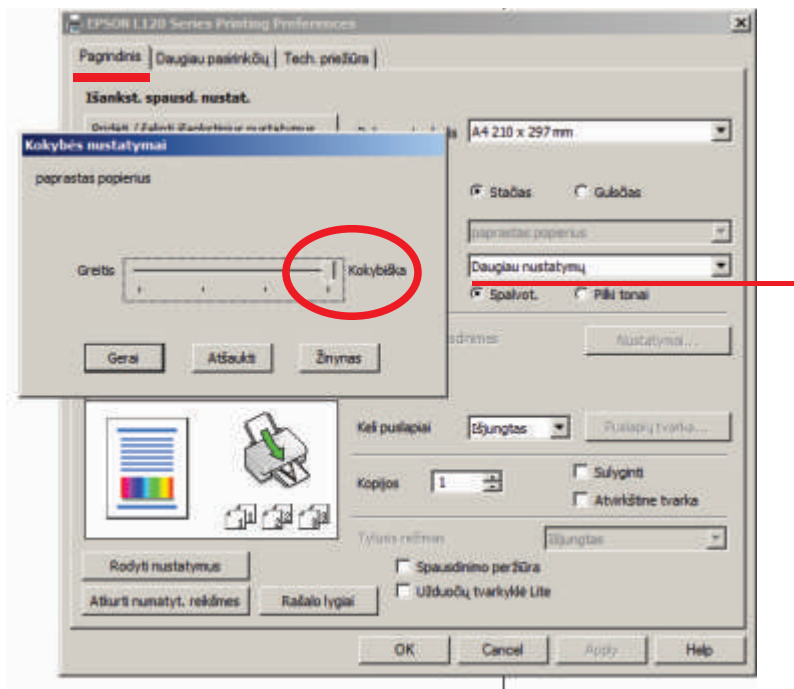 EPSON L120 Series Printing Preferences
Pagrindinis
Daugiau pasirinkčių
Tech. priežiūra
Išankst. spausd. nustat.
A4 210 x 297 mm
Kokybės nustatymai
paprastas popierius
Stačias
Gulsčias
paprastas popierius
Greitis
Kokybiška
Daugiau nustatymų
Spalvot.
Pilki tonai
Nustatymai...
Gerai
Atšaukti
Žinynas
Keli puslapiai
Išjungtas
Puslapių tvarka...
Kopijos
1
Sulyginti
Atvirkštinė tvarka
Tylusis režimas
Išjungtas
Rodyti nustatymus
Spausdinimo peržiūra
Atkurti numatyt. reikšmes
Rašalo lygiai
Užduočių tvarkyklė Lite
OK
Cancel
Apply
Help